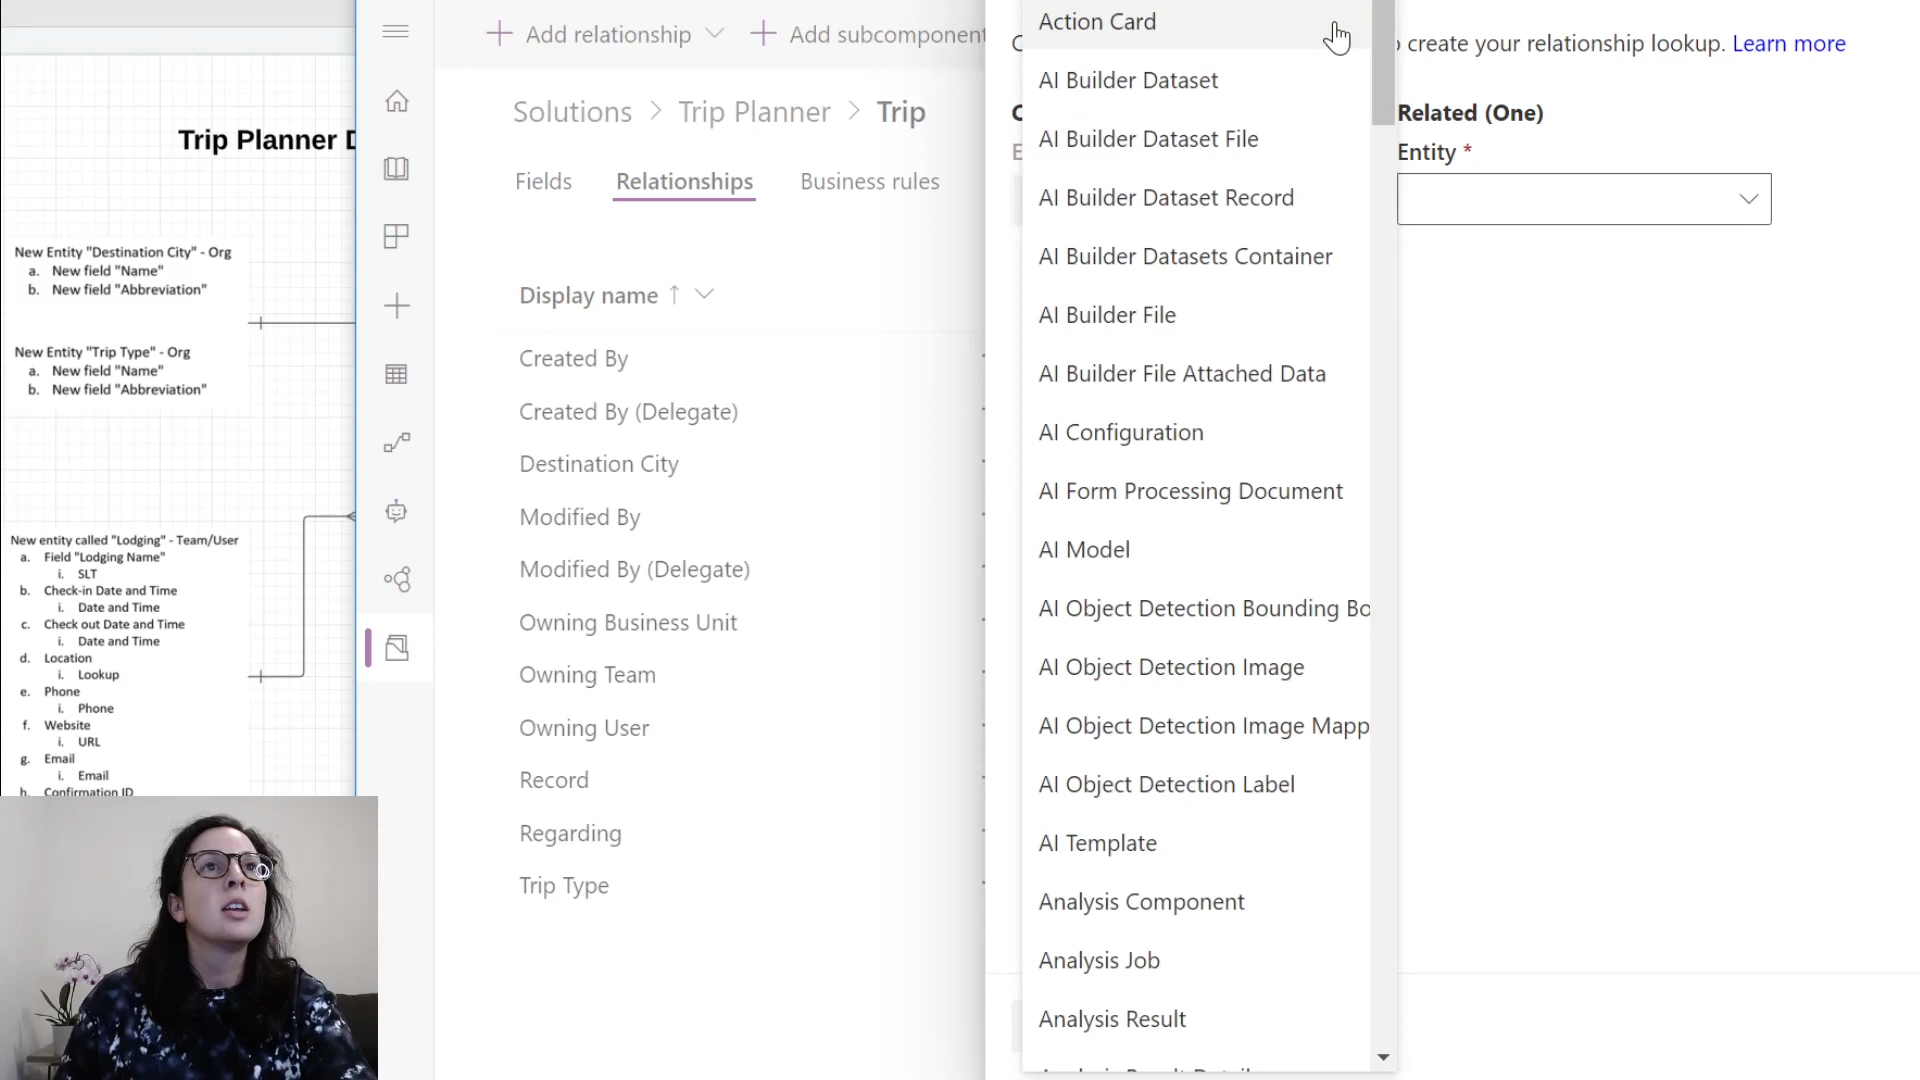 Trip Planner D
New Entity "Destination City" - Org
a. New field "Name"
b. New field "Abbreviation"
New Entity "Trip Type" - Org
a. New field "Name"
b. New field "Abbreviation"
New entity called "Lodging" - Team/User
a. Field "Lodging Name"
i. SLT
b. Check-in Date and Time
i. Date and Time
c. Check out Date and Time
i. Date and Time
d. Location
i. Lookup
e. Phone
i. Phone
f. Website
i. URL
g. Email
i. Email
h. Confirmation ID
Add relationship
Add subcomponent
Solutions > Trip Planner > Trip
Fields
Relationships
Business rules
Display name ↑
Created By
Created By (Delegate)
Destination City
Modified By
Modified By (Delegate)
Owning Business Unit
Owning Team
Owning User
Record
Regarding
Trip Type
Action Card
AI Builder Dataset
AI Builder Dataset File
AI Builder Dataset Record
AI Builder Datasets Container
AI Builder File
AI Builder File Attached Data
AI Configuration
AI Form Processing Document
AI Model
AI Object Detection Bounding Bo
AI Object Detection Image
AI Object Detection Image Mapp
AI Object Detection Label
AI Template
Analysis Component
Analysis Job
Analysis Result
create your relationship lookup. Learn more
Related (One)
Entity *